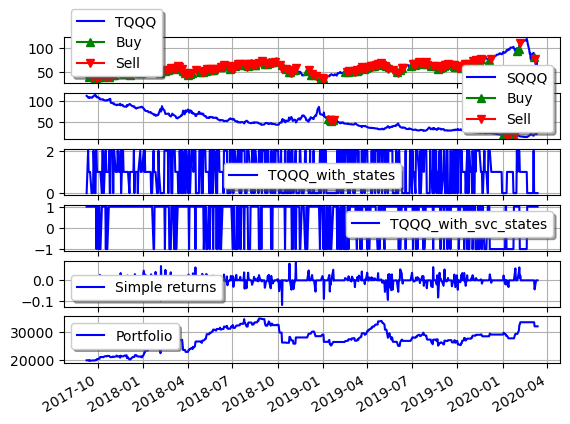 TQQQ
Buy
Sell
100
50
SQQQ
Buy
Sell
100
50
2
0
TQQQ_with_states
1
0
−1
TQQQ_with_svc_states
0.0
−0.1
Simple returns
30000
20000
Portfolio
2017-10 2018-01 2018-04 2018-07 2018-10 2019-01 2019-04 2019-07 2019-10 2020-01 2020-04